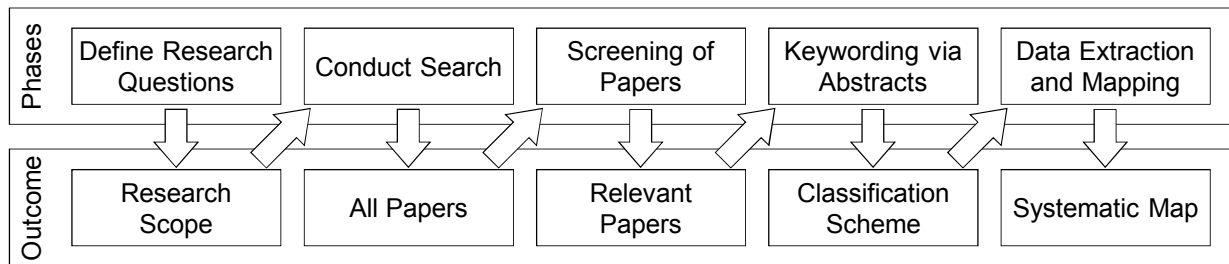 Phases
Define Research
Questions
Conduct Search
Screening of
Papers
Keywording via
Abstracts
Data Extraction
and Mapping
Outcome
Research
Scope
All Papers
Relevant
Papers
Classification
Scheme
Systematic Map